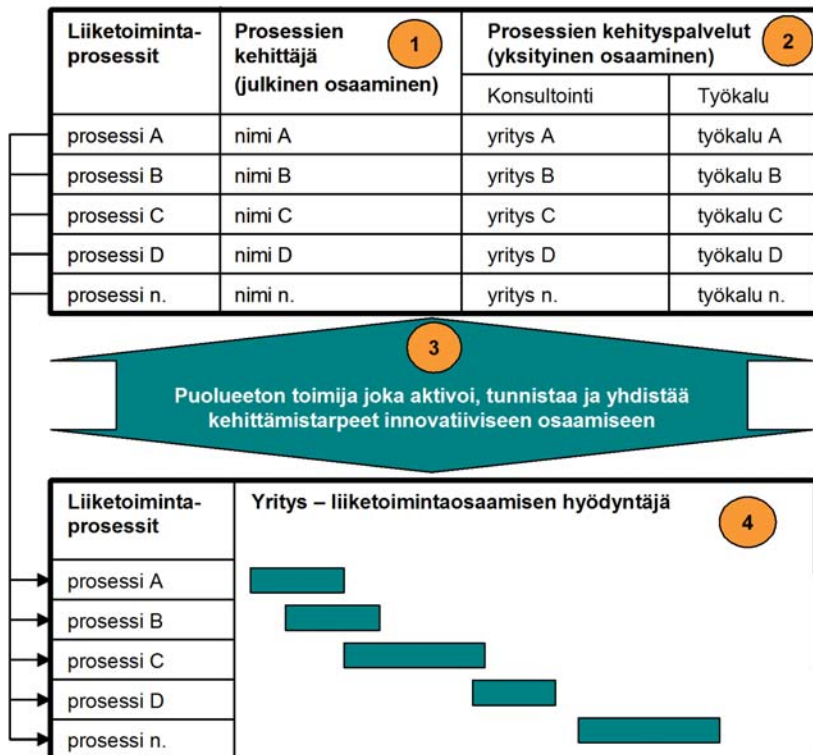 Liiketoiminta-
prosessit
Prosessien
kehittäjä
(julkinen osaaminen)
1
Prosessien kehityspalvelut
(yksityinen osaaminen)
2
Konsultointi
Työkalu
prosessi A
nimi A
yritys A
työkalu A
prosessi B
nimi B
yritys B
työkalu B
prosessi C
nimi C
yritys C
työkalu C
prosessi D
nimi D
yritys D
työkalu D
prosessi n.
nimi n.
yritys n.
työkalu n.
3
Puolueeton toimija joka aktivoi, tunnistaa ja yhdistää
kehittämistarpeet innovatiiviseen osaamiseen
Liiketoiminta-
prosessit
Yritys – liiketoimintaosaamisen hyödyntäjä
4
prosessi A
prosessi B
prosessi C
prosessi D
prosessi n.